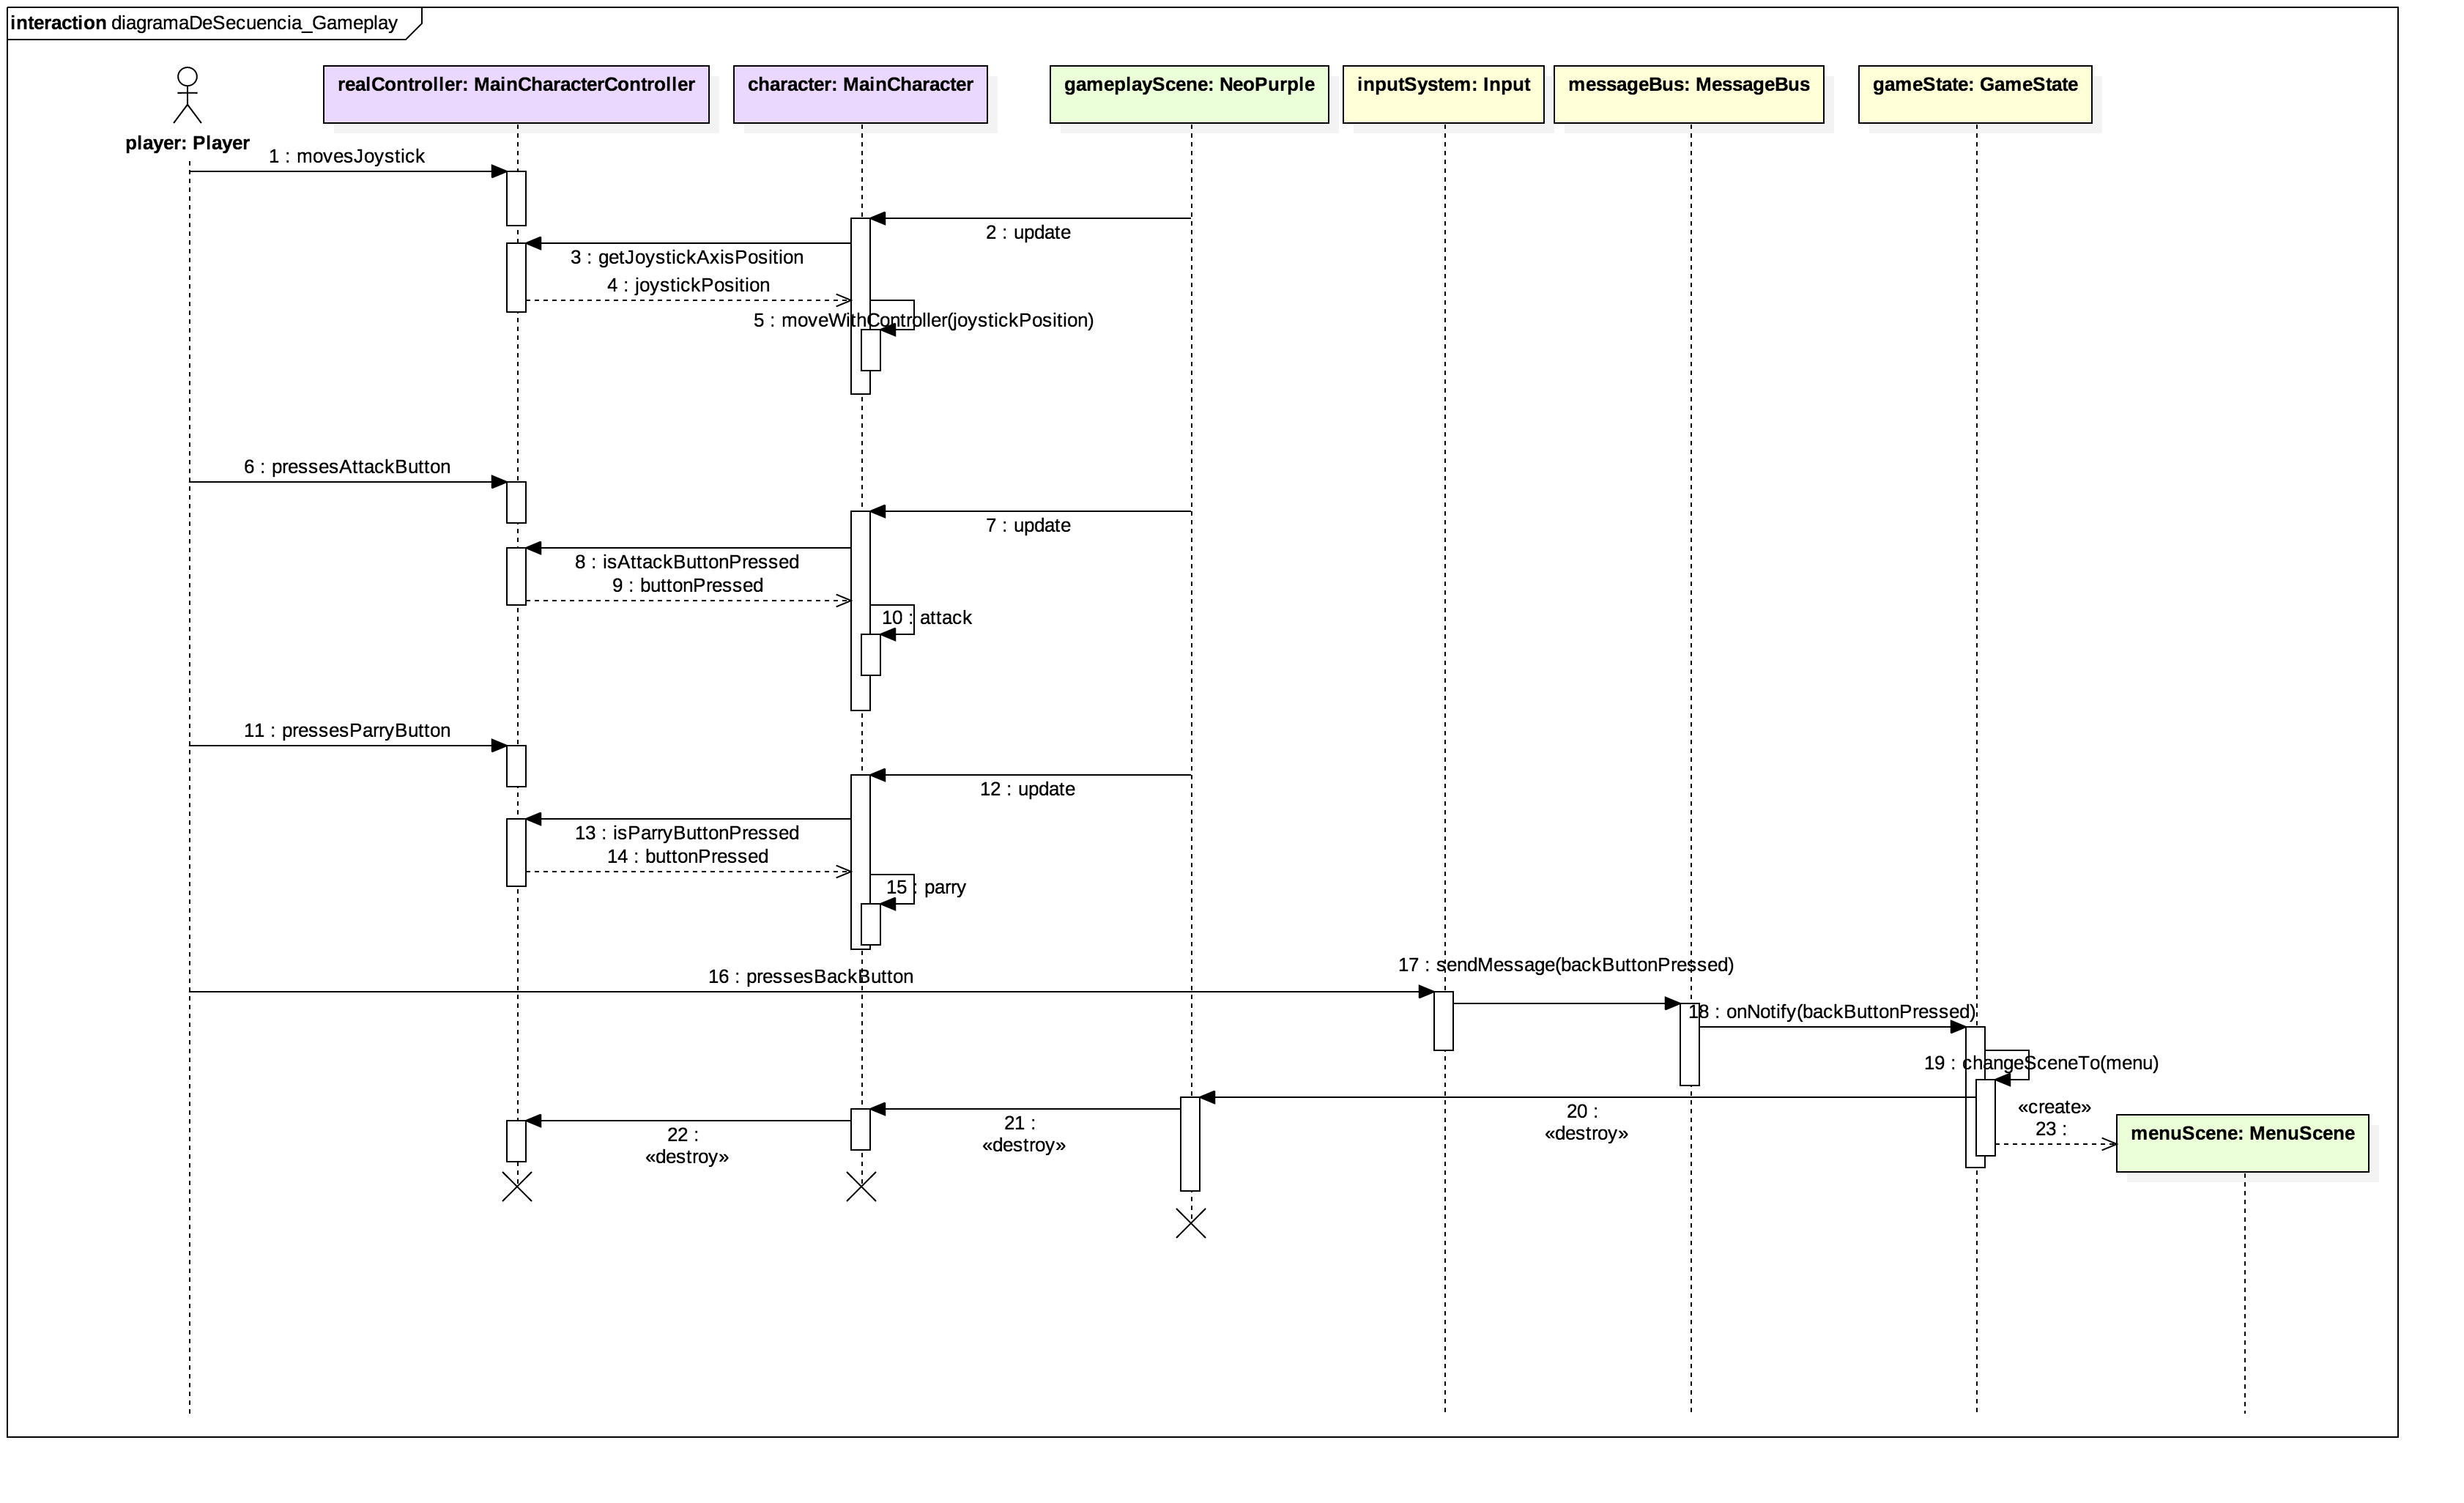 interaction diagramaDeSecuencia_Gameplay
player: Player
realController: MainCharacterController
character: MainCharacter
gameplayScene: NeoPurple
inputSystem: Input
messageBus: MessageBus
gameState: GameState
1 : movesJoystick
2 : update
3 : getJoystickAxisPosition
4 : joystickPosition
5 : moveWithController(joystickPosition)
6 : pressesAttackButton
7 : update
8 : isAttackButtonPressed
9 : buttonPressed
10 : attack
11 : pressesParryButton
12 : update
13 : isParryButtonPressed
14 : buttonPressed
15 : parry
16 : pressesBackButton
17 : sendMessage(backButtonPressed)
18 : onNotify(backButtonPressed)
19 : changeSceneTo(menu)
20 :
«destroy»
21 :
«destroy»
22 :
«destroy»
«create»
23 :
menuScene: MenuScene